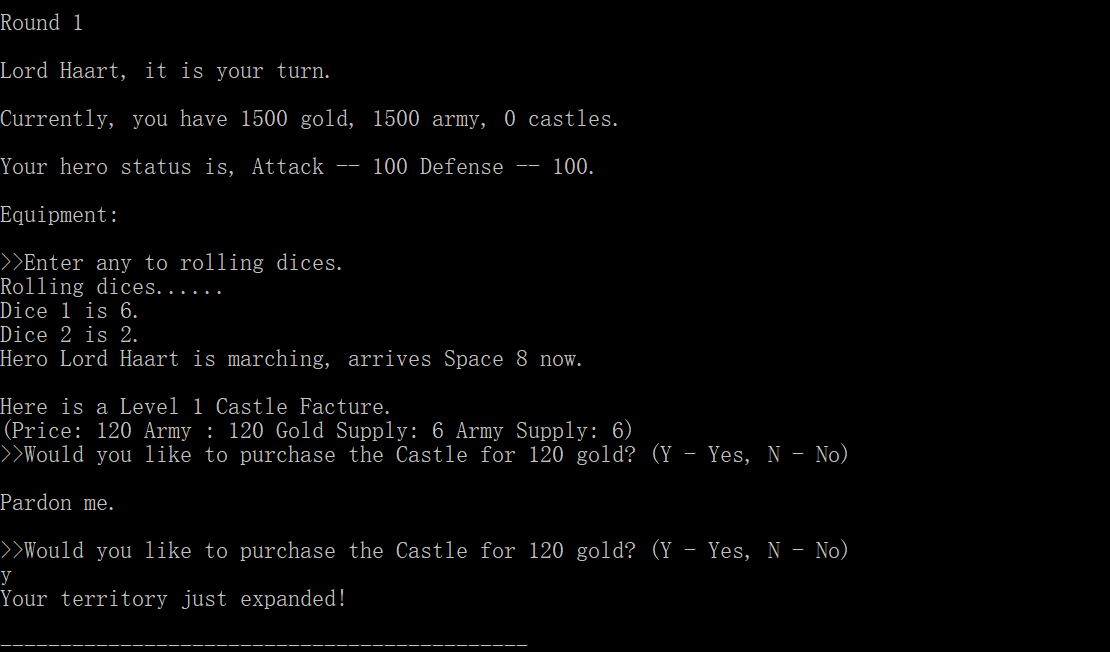 Round 1
Lord Haart, it is your turn.
Currently, you have 1500 gold, 1500 army, 0 castles.
Your hero status is, Attack -- 100 Defense -- 100.
Equipment:
>>Enter any to rolling dices.
Rolling dices......
Dice 1 is 6.
Dice 2 is 2.
Hero Lord Haart is marching, arrives Space 8 now.
Here is a Level 1 Castle Facture.
(Price: 120 Army : 120 Gold Supply: 6 Army Supply: 6)
>>Would you like to purchase the Castle for 120 gold? (Y - Yes, N - No)
Pardon me.
>>Would you like to purchase the Castle for 120 gold? (Y - Yes, N - No)
y
Your territory just expanded!
--------------------------------------------